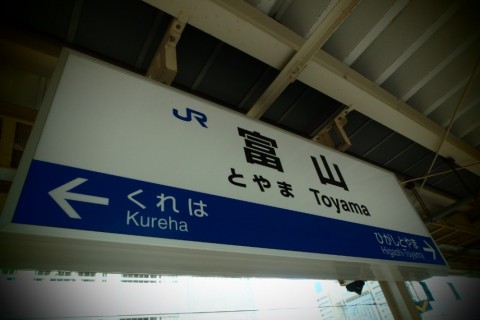 JR 富山
とやま Toyama
← くれは ひがしとやま →
Kureha Higashi-Toyama